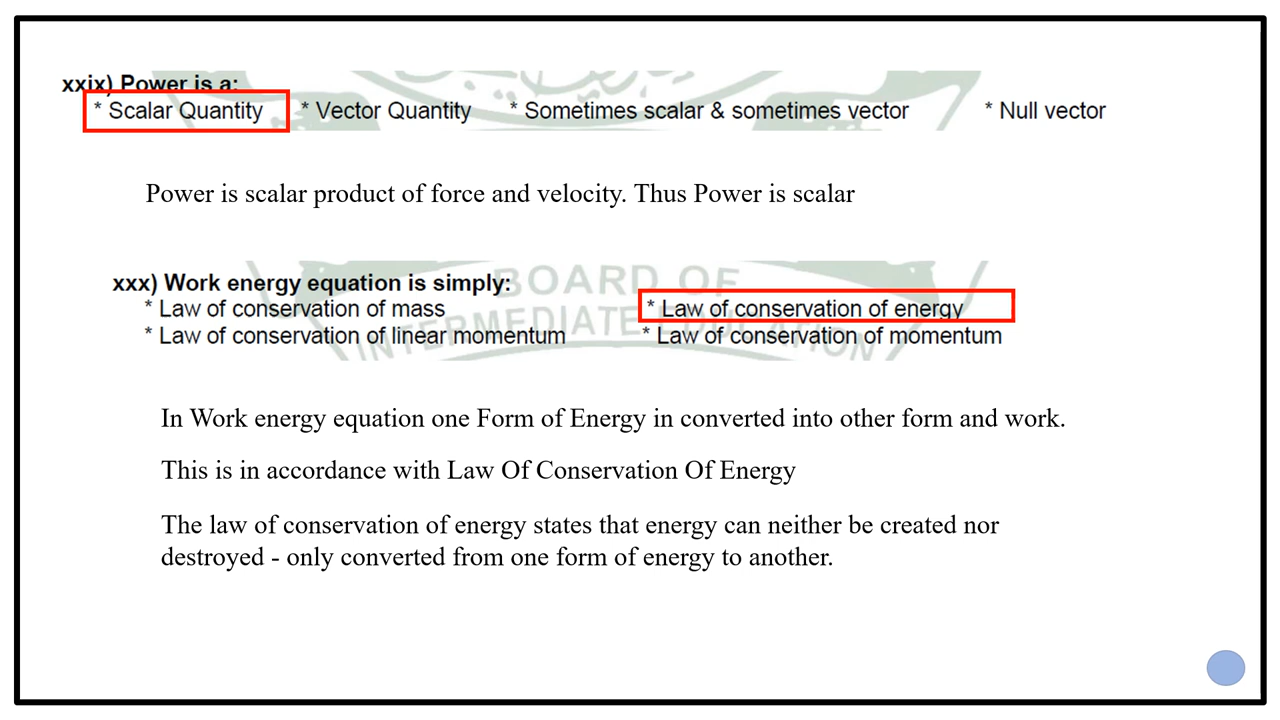 xxix) Power is a:
* Scalar Quantity * Vector Quantity * Sometimes scalar & sometimes vector * Null vector
Power is scalar product of force and velocity. Thus Power is scalar
BOARD OF
xxx) Work energy equation is simply:
* Law of conservation of mass * Law of conservation of energy
INTERMEDIATE EDUCATION
* Law of conservation of linear momentum * Law of conservation of momentum
In Work energy equation one Form of Energy in converted into other form and work.
This is in accordance with Law Of Conservation Of Energy
The law of conservation of energy states that energy can neither be created nor
destroyed - only converted from one form of energy to another.